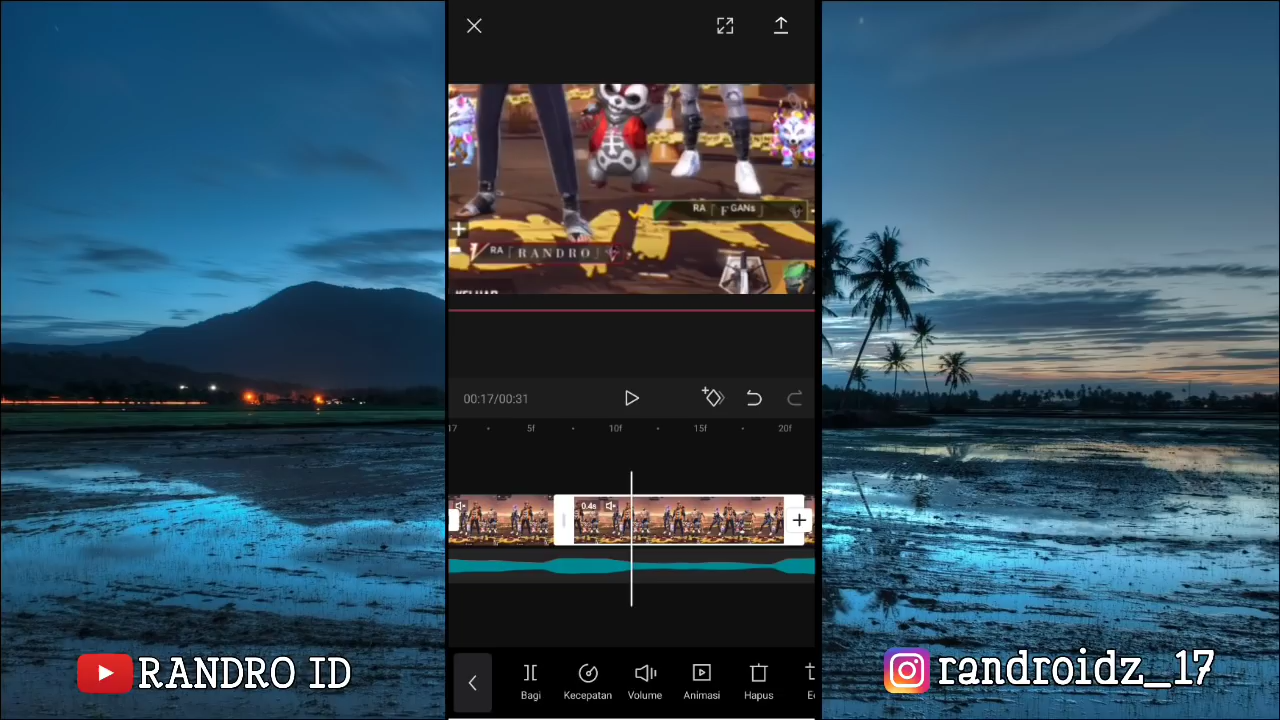 RA「FGANs」
RA「RANDRO」
00:17/00:31
17
5f
10f
15f
20f
0.4s
Bagi
Kecepatan
Volume
Animasi
Hapus
RANDRO ID
randroidz_17